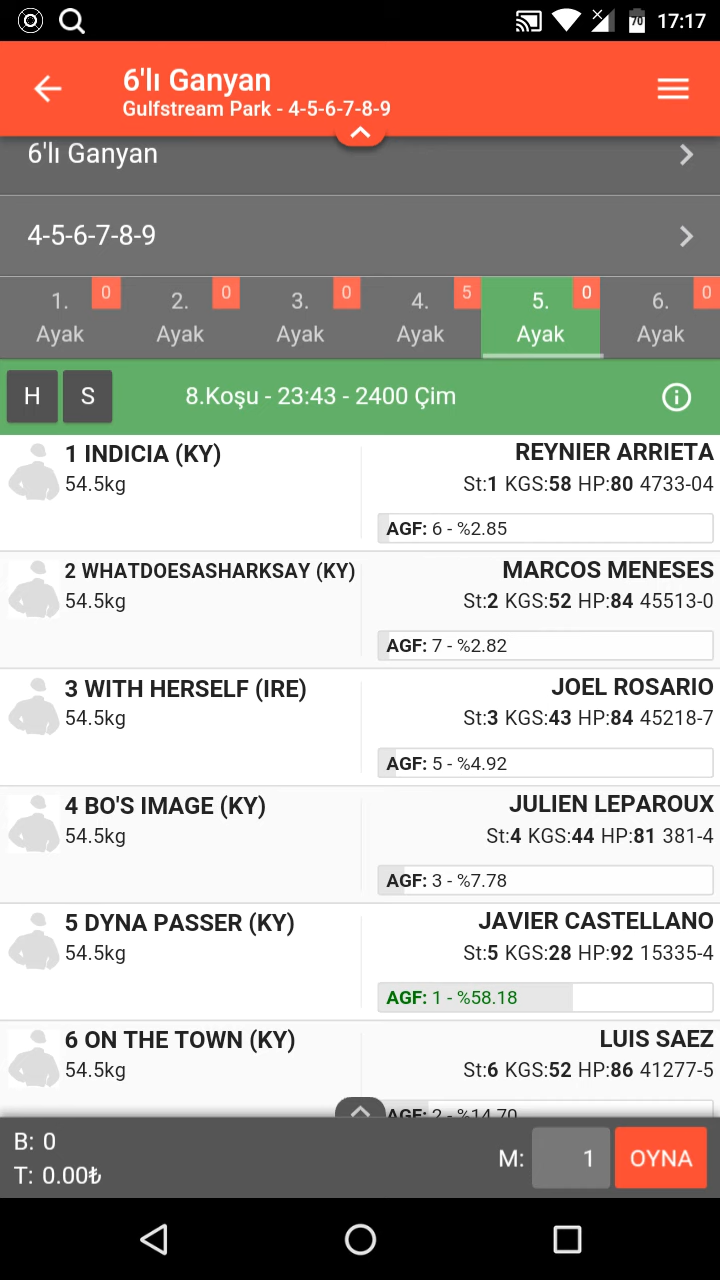 70 17:17
6'lı Ganyan
Gulfstream Park - 4-5-6-7-8-9
6'lı Ganyan
4-5-6-7-8-9
1. Ayak 0
2. Ayak 0
3. Ayak 0
4. Ayak 5
5. Ayak 0
6. Ayak 0
H S 8.Koşu - 23:43 - 2400 Çim
1 INDICIA (KY) REYNIER ARRIETA
54.5kg St:1 KGS:58 HP:80 4733-04
AGF: 6 - %2.85
2 WHATDOESASHARKSAY (KY) MARCOS MENESES
54.5kg St:2 KGS:52 HP:84 45513-0
AGF: 7 - %2.82
3 WITH HERSELF (IRE) JOEL ROSARIO
54.5kg St:3 KGS:43 HP:84 45218-7
AGF: 5 - %4.92
4 BO'S IMAGE (KY) JULIEN LEPAROUX
54.5kg St:4 KGS:44 HP:81 381-4
AGF: 3 - %7.78
5 DYNA PASSER (KY) JAVIER CASTELLANO
54.5kg St:5 KGS:28 HP:92 15335-4
AGF: 1 - %58.18
6 ON THE TOWN (KY) LUIS SAEZ
54.5kg St:6 KGS:52 HP:86 41277-5
AGF: 2 - %14.70
B: 0
T: 0.00₺ M: 1 OYNA